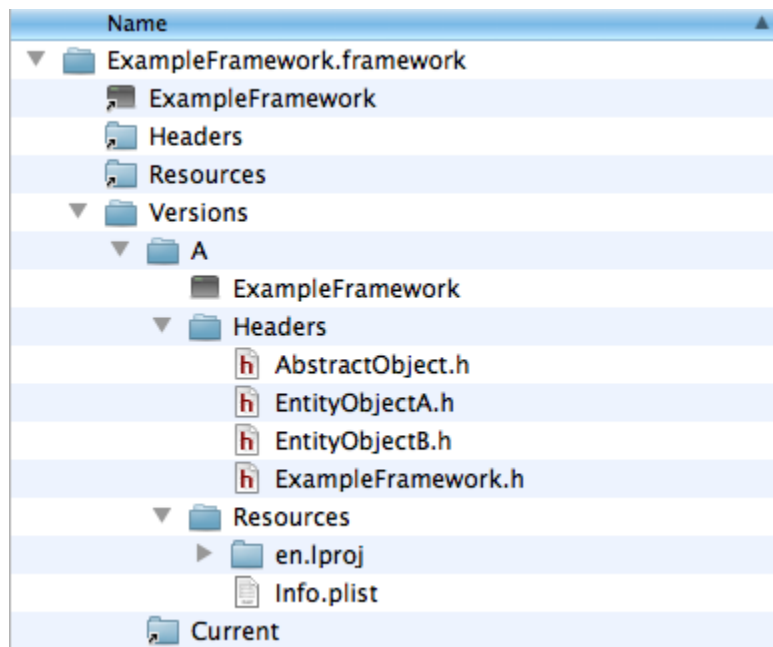 Name
ExampleFramework.framework
ExampleFramework
Headers
Resources
Versions
A
ExampleFramework
Headers
AbstractObject.h
EntityObjectA.h
EntityObjectB.h
ExampleFramework.h
Resources
en.lproj
Info.plist
Current